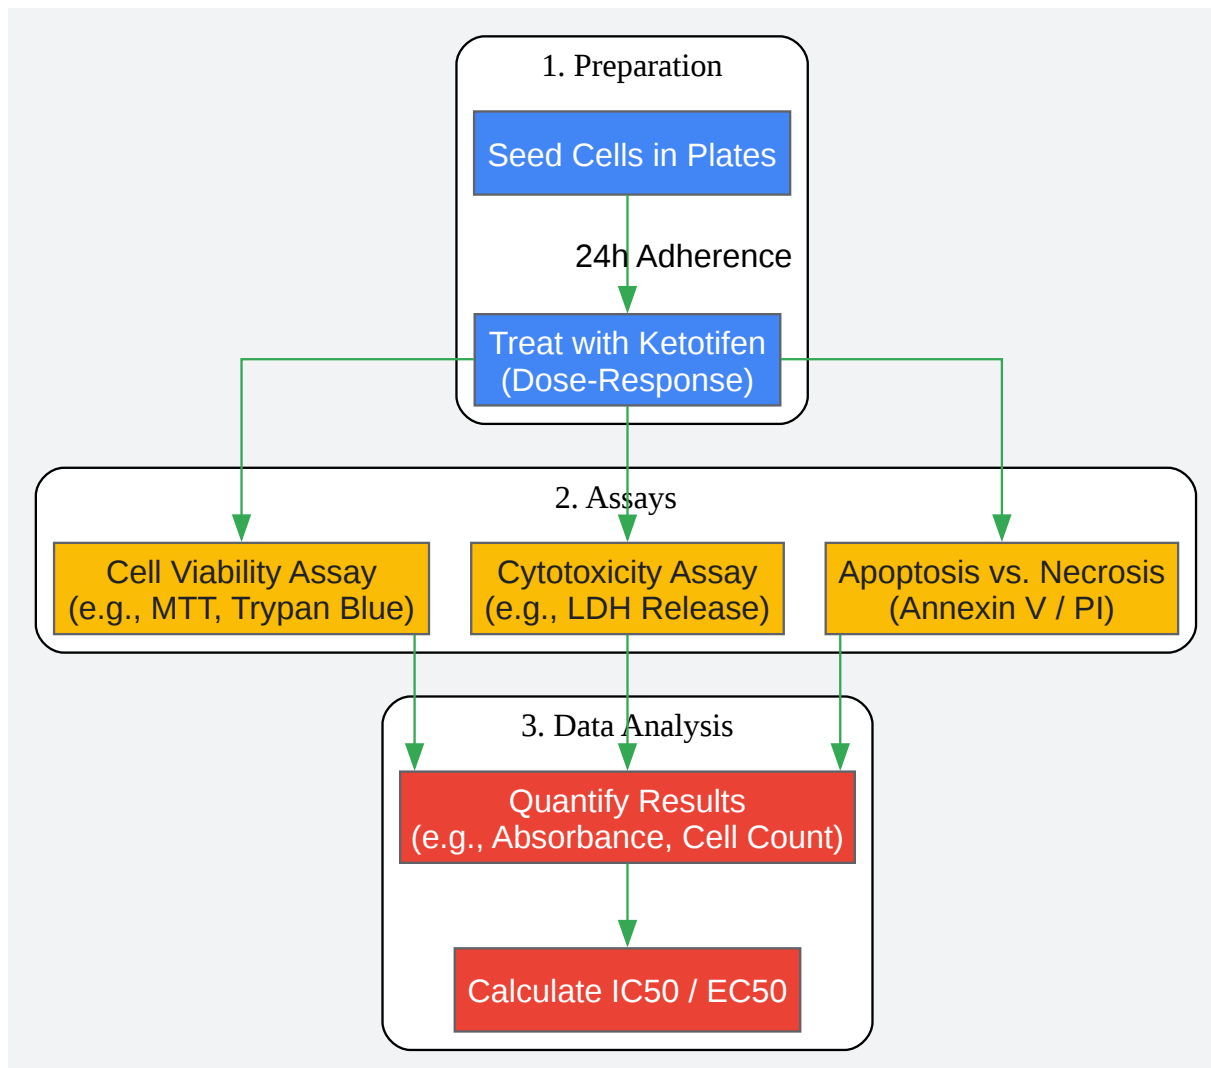 1. Preparation
Seed Cells in Plates
24h Adherence
Treat with Ketotifen
(Dose-Response)
2. Assays
Cell Viability Assay
(e.g., MTT, Trypan Blue)
Cytotoxicity Assay
(e.g., LDH Release)
Apoptosis vs. Necrosis
(Annexin V / PI)
3. Data Analysis
Quantify Results
(e.g., Absorbance, Cell Count)
Calculate IC50 / EC50